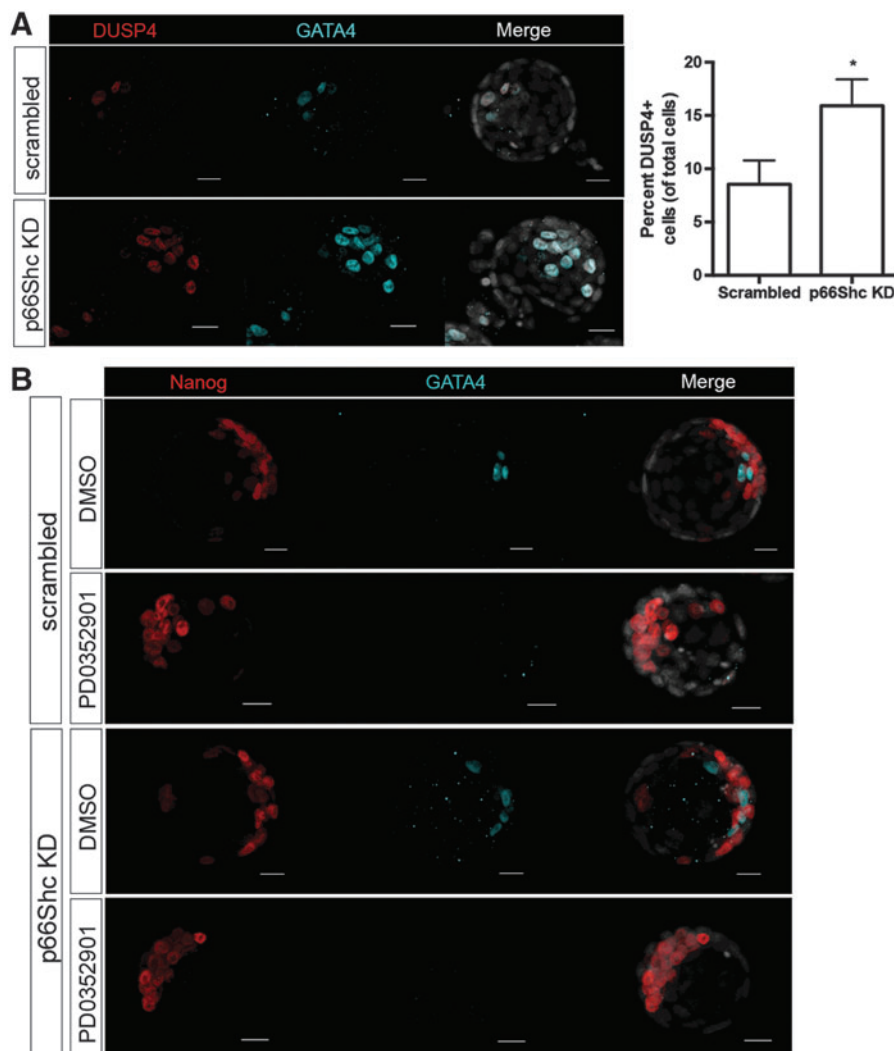 A
DUSP4 GATA4 Merge
scrambled
p66Shc KD
Percent DUSP4+
cells (of total cells)
20
15
10
5
0
*
Scrambled p66Shc KD
B
Nanog GATA4 Merge
scrambled
DMSO
PD0352901
p66Shc KD
DMSO
PD0352901